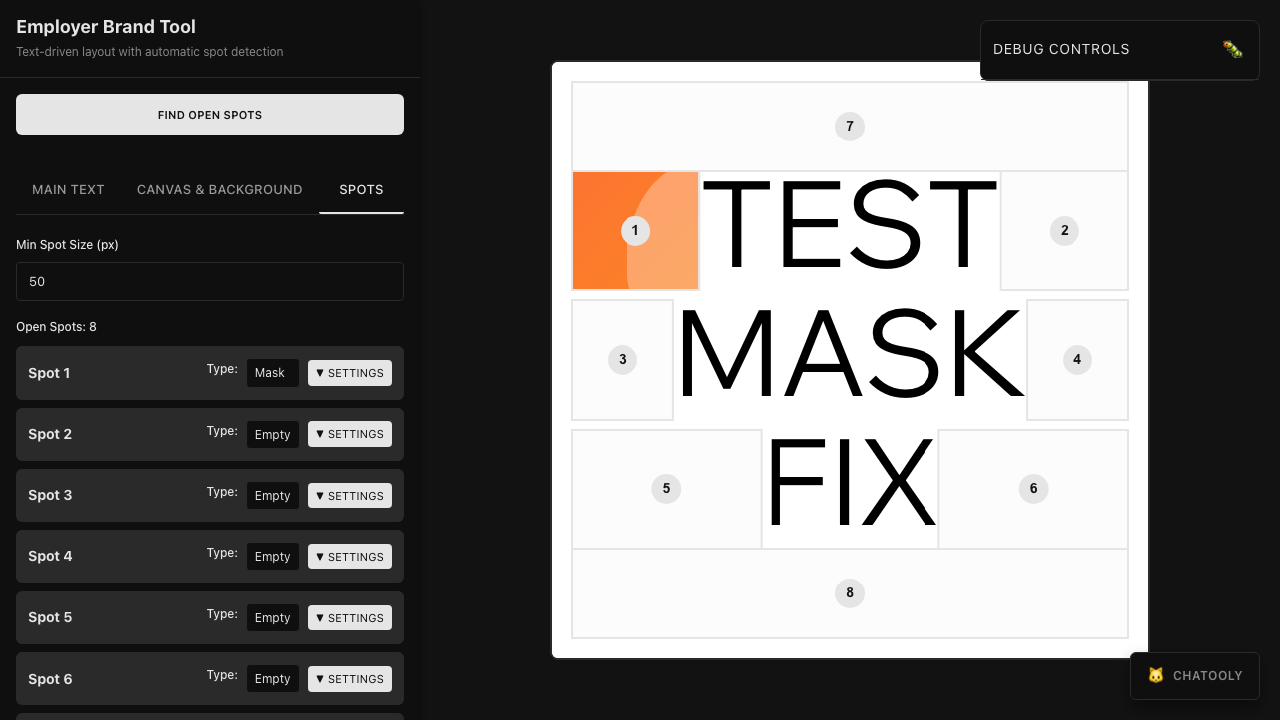 Employer Brand Tool
Text-driven layout with automatic spot detection
FIND OPEN SPOTS
MAIN TEXT CANVAS & BACKGROUND SPOTS
Min Spot Size (px)
50
Open Spots: 8
Spot 1 Type: Mask ▼ SETTINGS
Spot 2 Type: Empty ▼ SETTINGS
Spot 3 Type: Empty ▼ SETTINGS
Spot 4 Type: Empty ▼ SETTINGS
Spot 5 Type: Empty ▼ SETTINGS
Spot 6 Type: Empty ▼ SETTINGS
DEBUG CONTROLS
7
1 TEST 2
3 MASK 4
5 FIX 6
8
CHATOOLY